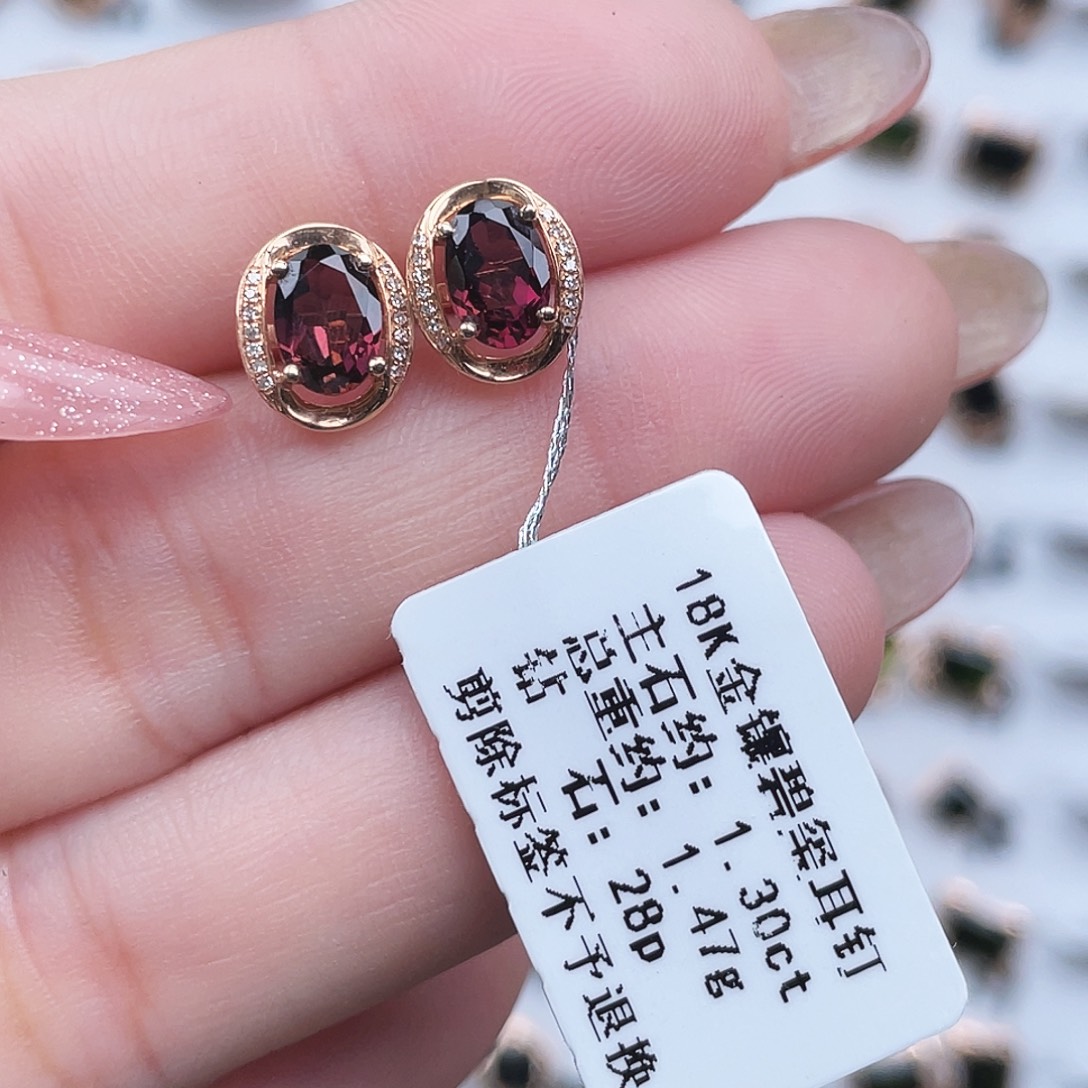 18K金镶碧玺耳钉
主石约: 1.30ct
总重约: 1.47g
钻 石: 28p
剪除标签不予退换